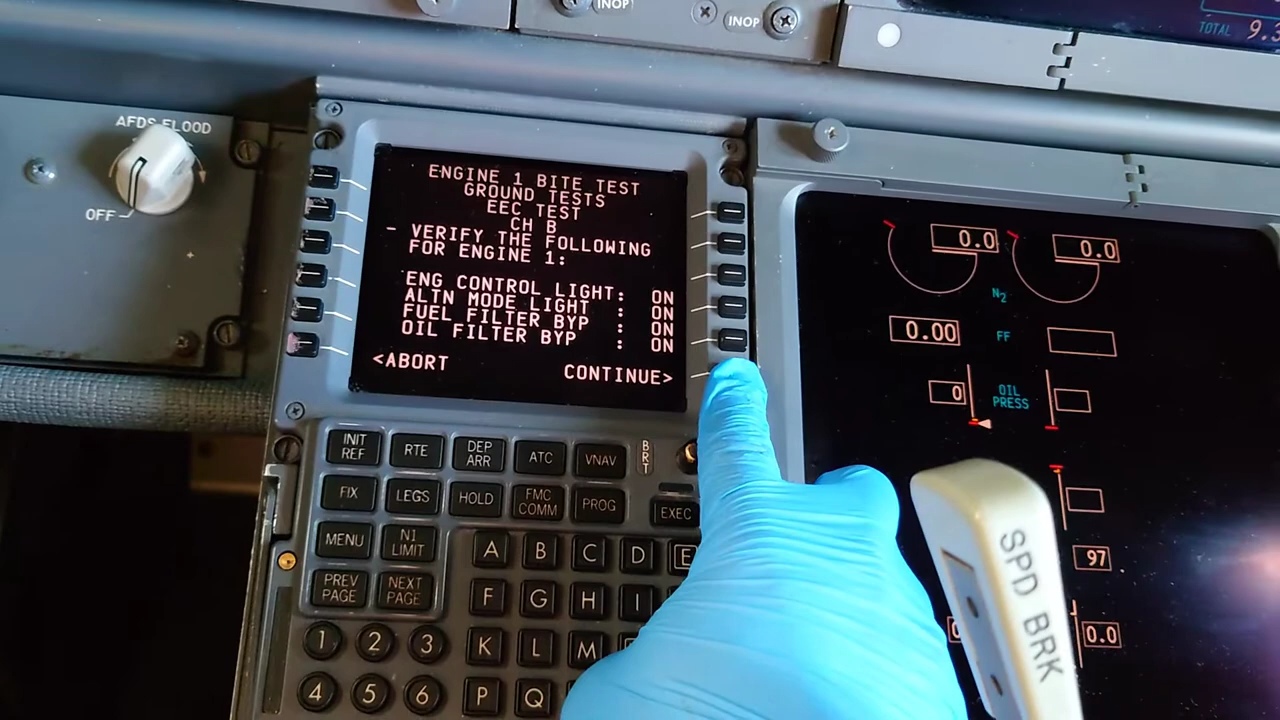 INOP
INOP
TOTAL 9.3
AFDS FLOOD
OFF
ENGINE 1 BITE TEST
GROUND TESTS
EEC TEST
CH B
- VERIFY THE FOLLOWING
FOR ENGINE 1:
ENG CONTROL LIGHT: ON
ALTN MODE LIGHT : ON
FUEL FILTER BYP : ON
OIL FILTER BYP : ON
<ABORT CONTINUE>
0.0 0.0
N2
0.00 FF
0 OIL
PRESS
97
0.0
SPD BRK
INIT REF RTE DEP ARR ATC VNAV
BRT
FIX LEGS HOLD FMC COMM PROG EXEC
MENU N1 LIMIT
PREV PAGE NEXT PAGE
A B C D E
F G H I
K L M
P Q
1 2 3
4 5 6